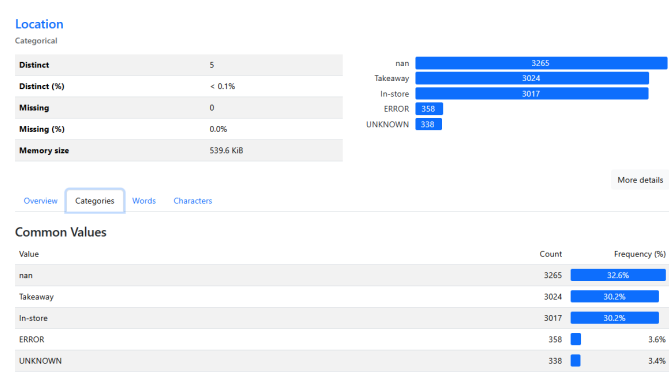 Location
Categorical
Distinct 5
Distinct (%) < 0.1%
Missing 0
Missing (%) 0.0%
Memory size 539.6 KiB
nan 3265
Takeaway 3024
In-store 3017
ERROR 358
UNKNOWN 338
More details
Overview Categories Words Characters
Common Values
Value Count Frequency (%)
nan 3265 32.6%
Takeaway 3024 30.2%
In-store 3017 30.2%
ERROR 358 3.6%
UNKNOWN 338 3.4%